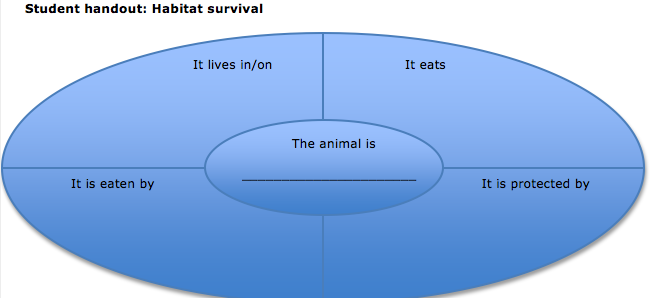 Student handout: Habitat survival
It lives in/on
It eats
The animal is
______________________
It is eaten by
It is protected by